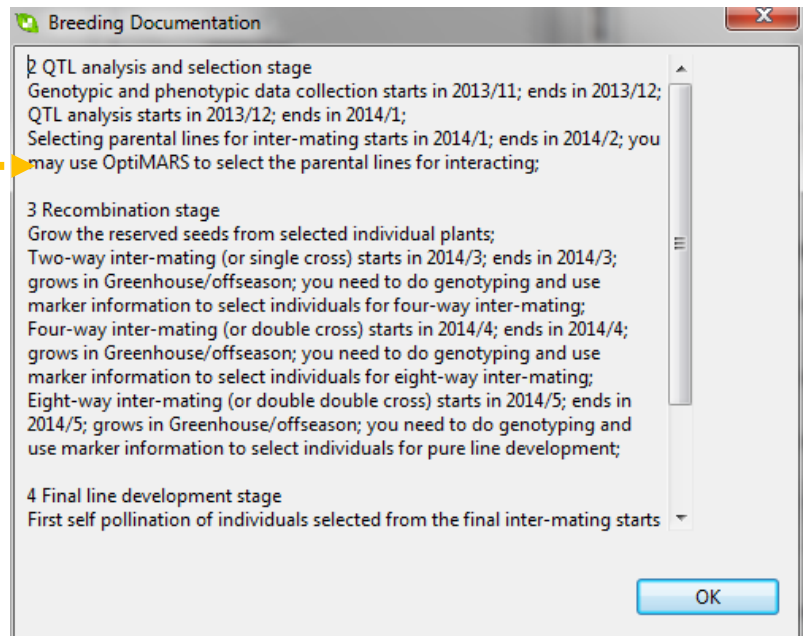 Breeding Documentation
x
2 QTL analysis and selection stage
Genotypic and phenotypic data collection starts in 2013/11; ends in 2013/12;
QTL analysis starts in 2013/12; ends in 2014/1;
Selecting parental lines for inter-mating starts in 2014/1; ends in 2014/2; you
may use OptiMARS to select the parental lines for interacting;
3 Recombination stage
Grow the reserved seeds from selected individual plants;
Two-way inter-mating (or single cross) starts in 2014/3; ends in 2014/3;
grows in Greenhouse/offseason; you need to do genotyping and use
marker information to select individuals for four-way inter-mating;
Four-way inter-mating (or double cross) starts in 2014/4; ends in 2014/4;
grows in Greenhouse/offseason; you need to do genotyping and use
marker information to select individuals for eight-way inter-mating;
Eight-way inter-mating (or double double cross) starts in 2014/5; ends in
2014/5; grows in Greenhouse/offseason; you need to do genotyping and
use marker information to select individuals for pure line development;
4 Final line development stage
First self pollination of individuals selected from the final inter-mating starts
OK